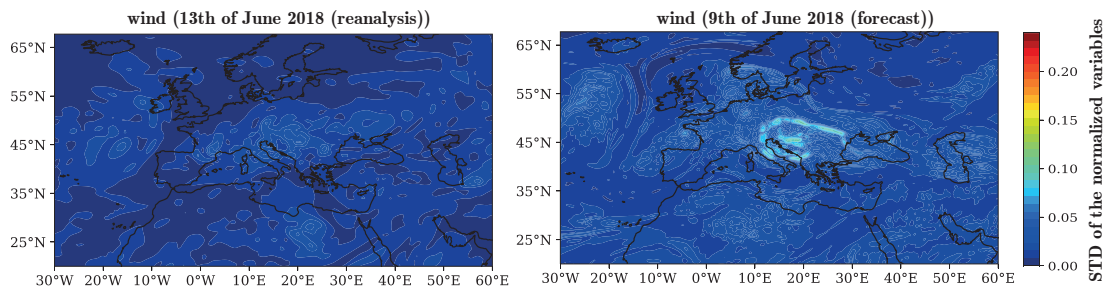 wind (13th of June 2018 (reanalysis))
wind (9th of June 2018 (forecast))
65°N
55°N
45°N
35°N
25°N
30°W 20°W 10°W 0°E 10°E 20°E 30°E 40°E 50°E 60°E
65°N
55°N
45°N
35°N
25°N
30°W 20°W 10°W 0°E 10°E 20°E 30°E 40°E 50°E 60°E
0.20
0.15
0.10
0.05
0.00
STD of the normalized variables